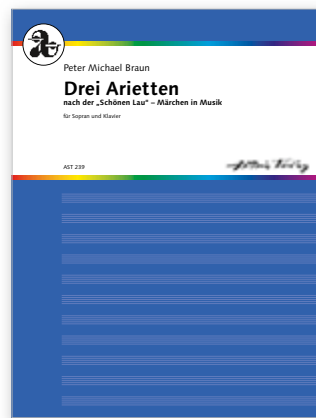 Peter Michael Braun
Drei Arietten
nach der „Schönen Lau“ – Märchen in Musik
für Sopran und Klavier
AST 239